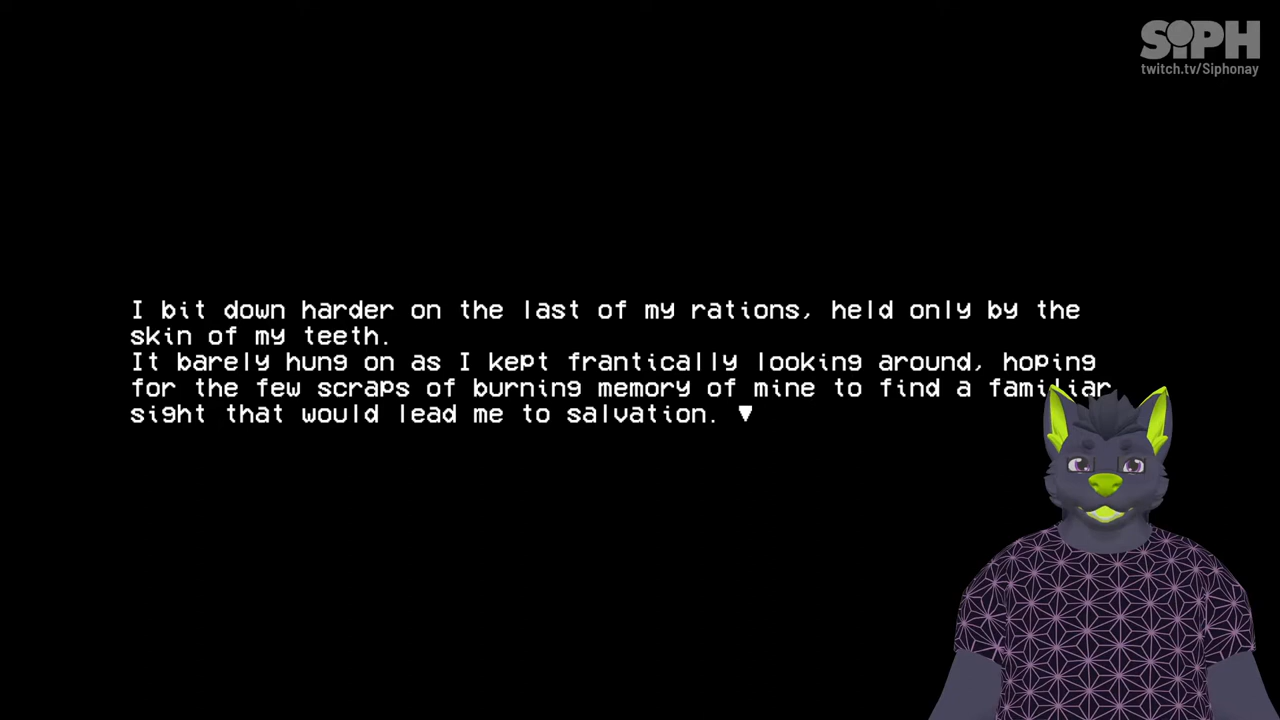 SiPH
twitch.tv/Siphonay
I bit down harder on the last of my rations, held only by the
skin of my teeth.
It barely hung on as I kept frantically looking around, hoping
for the few scraps of burning memory of mine to find a familiar
sight that would lead me to salvation. ▼